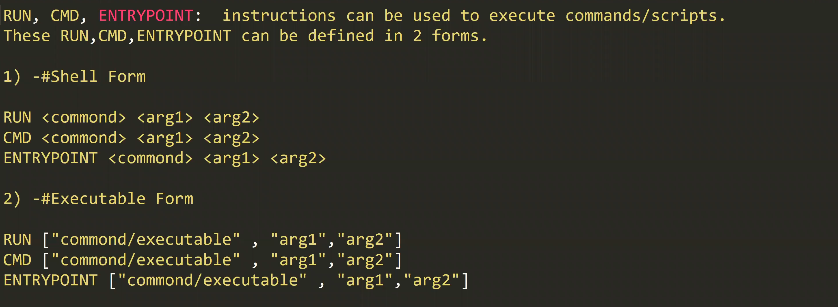 RUN, CMD, ENTRYPOINT:  instructions can be used to execute commands/scripts.
These RUN,CMD,ENTRYPOINT can be defined in 2 forms.
1) -#Shell Form
RUN <commond> <arg1> <arg2>
CMD <commond> <arg1> <arg2>
ENTRYPOINT <commond> <arg1> <arg2>
2) -#Executable Form
RUN ["commond/executable" , "arg1","arg2"]
CMD ["commond/executable" , "arg1","arg2"]
ENTRYPOINT ["commond/executable" , "arg1","arg2"]